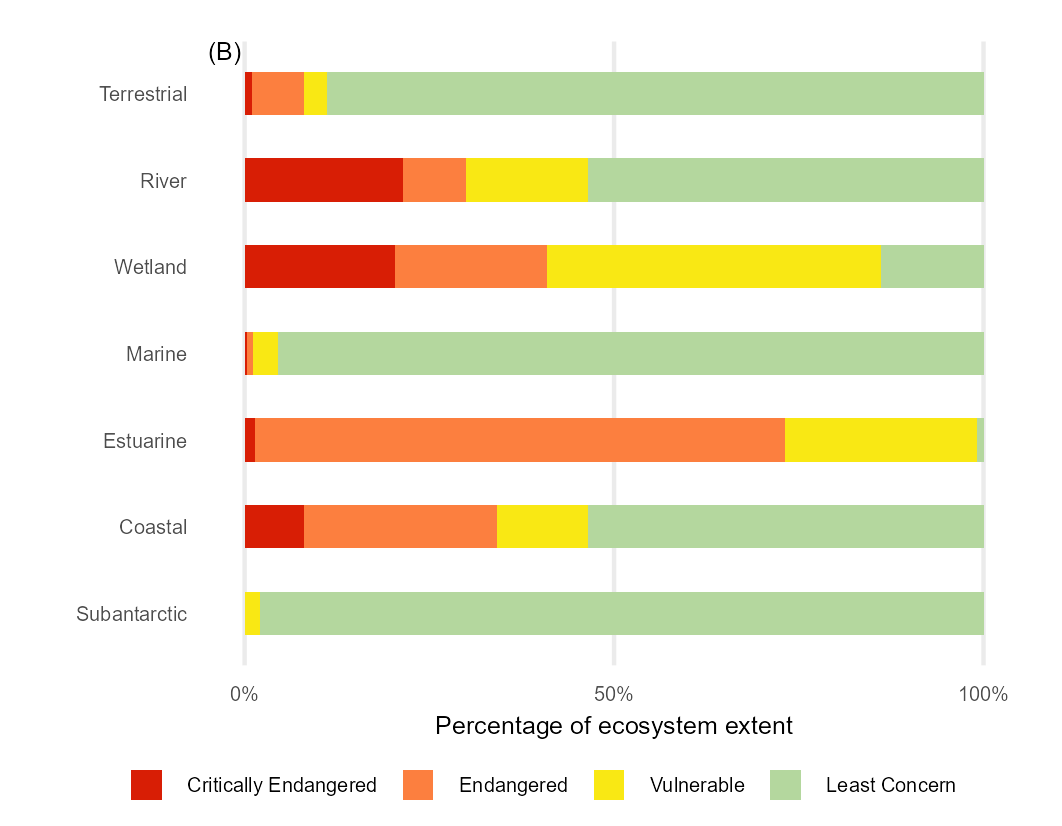 (B)
Terrestrial
River
Wetland
Marine
Estuarine
Coastal
Subantarctic
0% 50% 100%
Percentage of ecosystem extent
Critically Endangered Endangered Vulnerable Least Concern